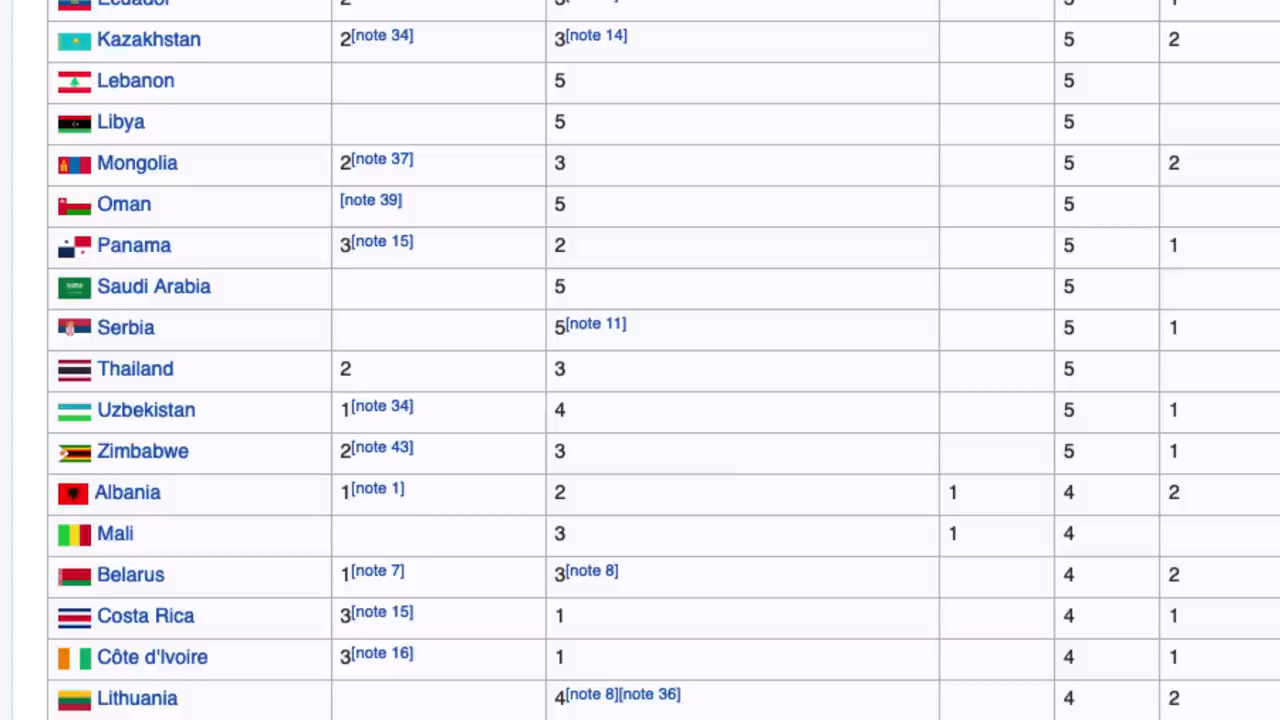 Ecuador 2 5 1
Kazakhstan 2[note 34] 3[note 14] 5 2
Lebanon 5 5
Libya 5 5
Mongolia 2[note 37] 3 5 2
Oman [note 39] 5 5
Panama 3[note 15] 2 5 1
Saudi Arabia 5 5
Serbia 5[note 11] 5 1
Thailand 2 3 5
Uzbekistan 1[note 34] 4 5 1
Zimbabwe 2[note 43] 3 5 1
Albania 1[note 1] 2 1 4 2
Mali 3 1 4
Belarus 1[note 7] 3[note 8] 4 2
Costa Rica 3[note 15] 1 4 1
Côte d'Ivoire 3[note 16] 1 4 1
Lithuania 4[note 8][note 36] 4 2